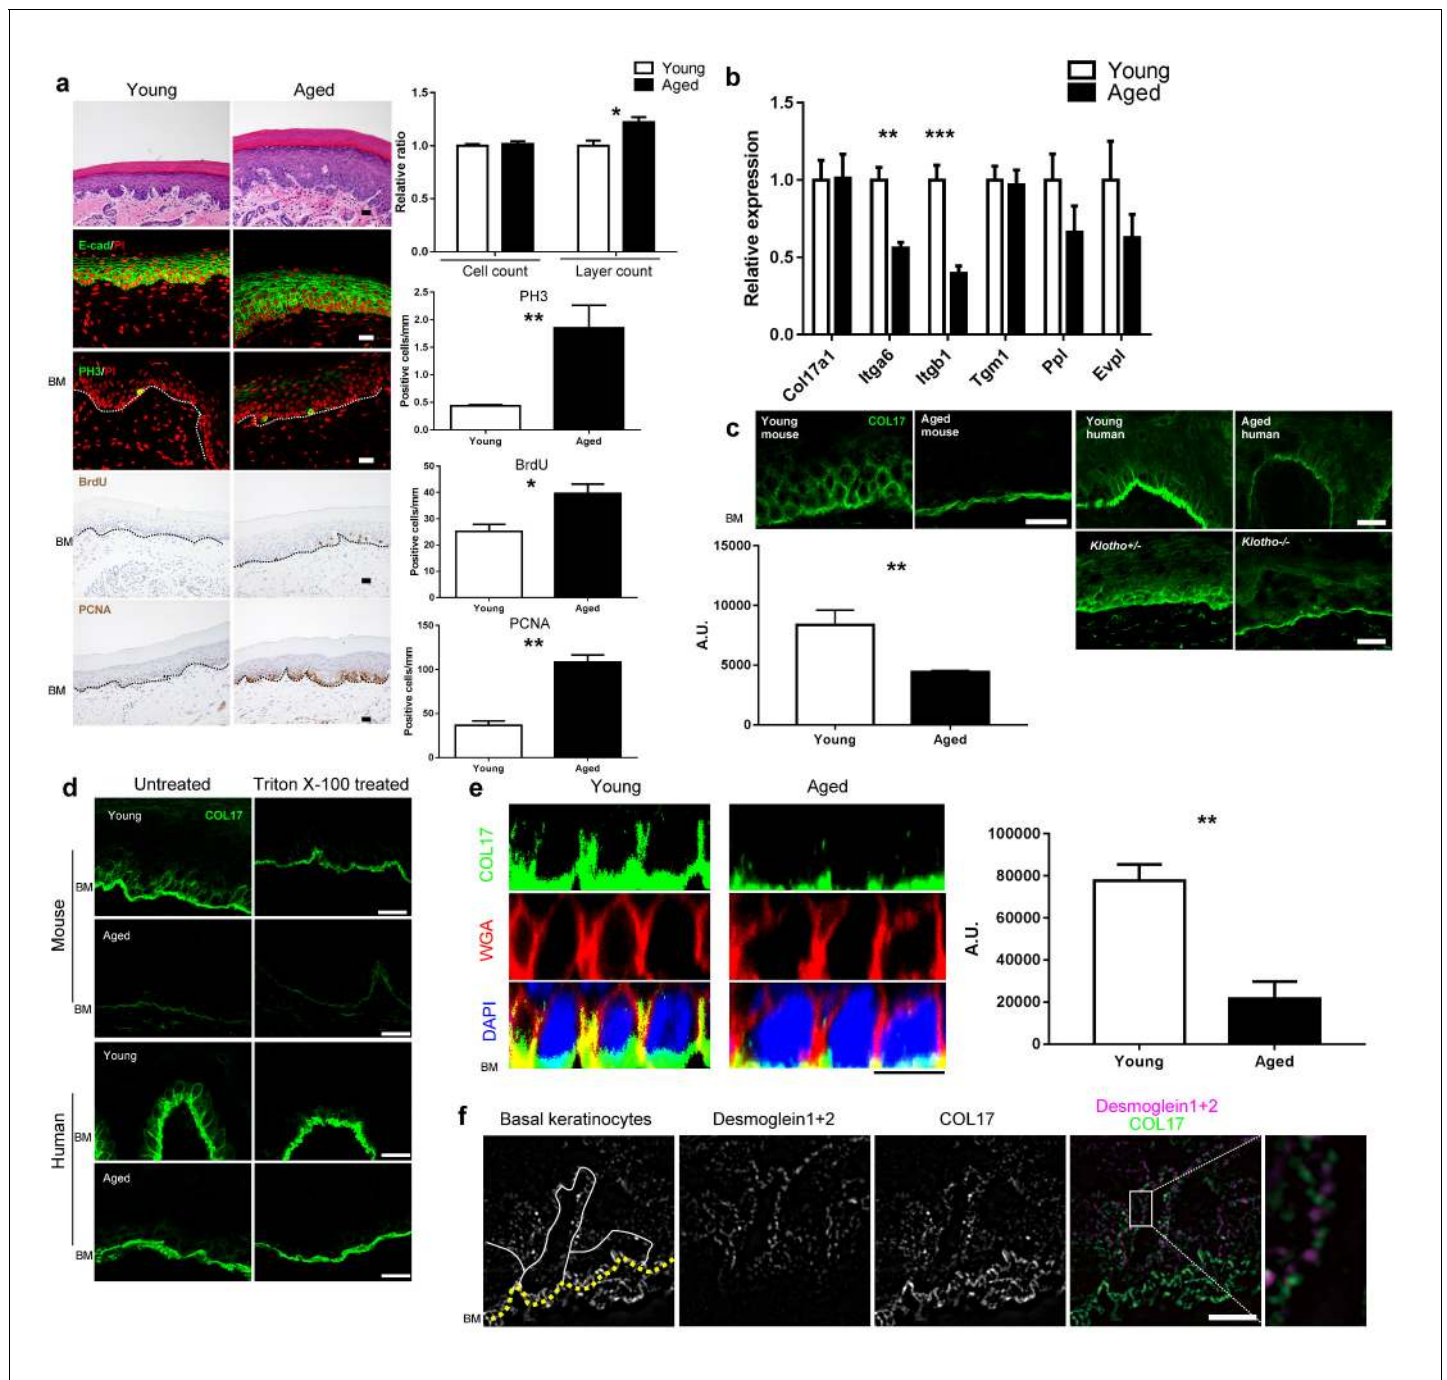 a
Young
Aged
E-cad/PI
PH3/PI
BM
BrdU
BM
PCNA
BM
Young
Aged
Relative ratio
1.5
1.0
0.5
0.0
*
Cell count
Layer count
PH3
**
Positive cells/mm
2.5
2.0
1.5
1.0
0.5
0.0
Young
Aged
BrdU
*
Positive cells/mm
50
40
30
20
10
0
Young
Aged
PCNA
**
Positive cells/mm
150
100
50
0
Young
Aged
b
Young
Aged
Relative expression
1.5
1.0
0.5
0.0
**
***
Col17a1
Itga6
Itgb1
Tgm1
Ppl
Evpl
c
Young
mouse
COL17
Aged
mouse
Young
human
Aged
human
BM
Klotho+/-
Klotho-/-
A.U.
15000
10000
5000
0
**
Young
Aged
d
Untreated
Triton X-100 treated
Mouse
Young
COL17
BM
Aged
BM
Human
Young
BM
Aged
BM
e
Young
Aged
COL17
WGA
DAPI
BM
A.U.
100000
80000
60000
40000
20000
0
**
Young
Aged
f
Basal keratinocytes
Desmoglein1+2
COL17
Desmoglein1+2
COL17
BM